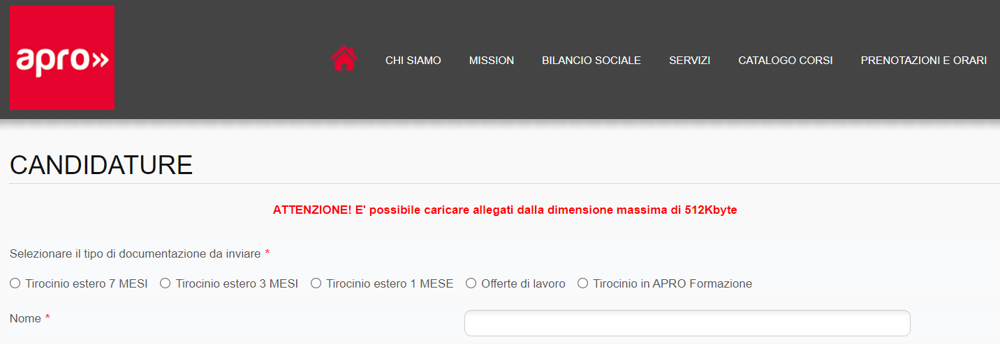 apro»
CHI SIAMO MISSION BILANCIO SOCIALE SERVIZI CATALOGO CORSI PRENOTAZIONI E ORARI
CANDIDATURE
ATTENZIONE! E' possibile caricare allegati dalla dimensione massima di 512Kbyte
Selezionare il tipo di documentazione da inviare *
Tirocinio estero 7 MESI Tirocinio estero 3 MESI Tirocinio estero 1 MESE Offerte di lavoro Tirocinio in APRO Formazione
Nome *